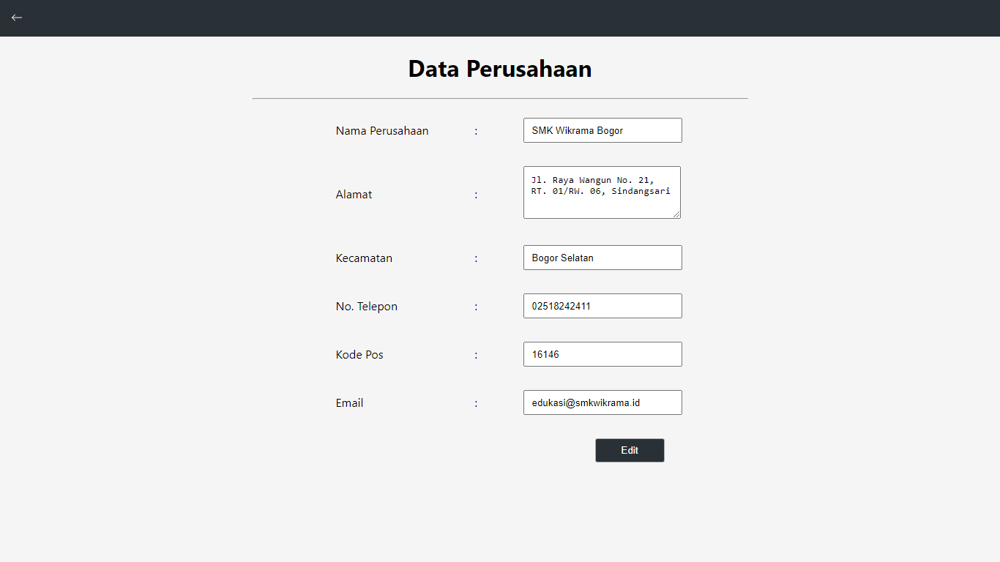 Data Perusahaan
Nama Perusahaan : SMK Wikrama Bogor
Alamat : Jl. Raya Wangun No. 21,
RT. 01/RW. 06, Sindangsari
Kecamatan : Bogor Selatan
No. Telepon : 02518242411
Kode Pos : 16146
Email : edukasi@smkwikrama.id
Edit